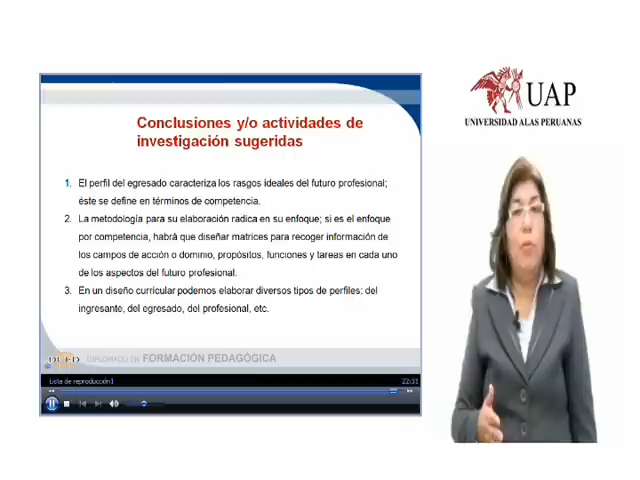 Conclusiones y/o actividades de
investigación sugeridas
1. El perfil del egresado caracteriza los rasgos ideales del futuro profesional;
éste se define en términos de competencia.
2. La metodología para su elaboración radica en su enfoque; si es el enfoque
por competencia, habrá que diseñar matrices para recoger información de
los campos de acción o dominio, propósitos, funciones y tareas en cada uno
de los aspectos del futuro profesional.
3. En un diseño curricular podemos elaborar diversos tipos de perfiles: del
ingresante, del egresado, del profesional, etc.
DUED DIPLOMADO EN FORMACIÓN PEDAGÓGICA
Lista de reproducción1
UAP
UNIVERSIDAD ALAS PERUANAS